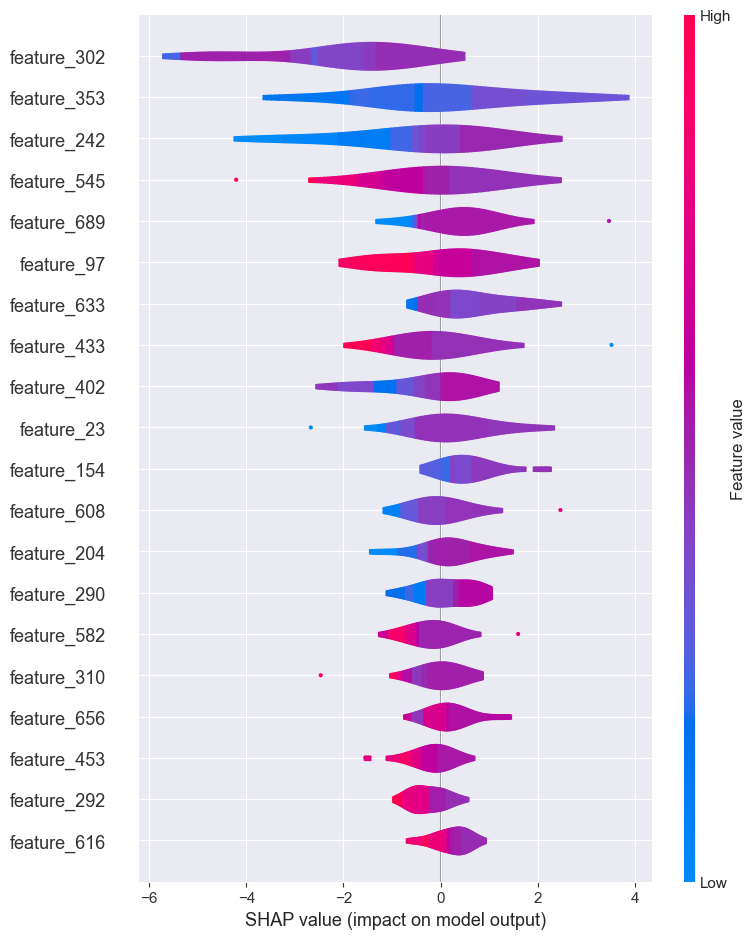 High
feature_302
feature_353
feature_242
feature_545
feature_689
feature_97
feature_633
feature_433
feature_402
feature_23
feature_154
feature_608
feature_204
feature_290
feature_582
feature_310
feature_656
feature_453
feature_292
feature_616
Feature value
Low
−6 −4 −2 0 2 4
SHAP value (impact on model output)